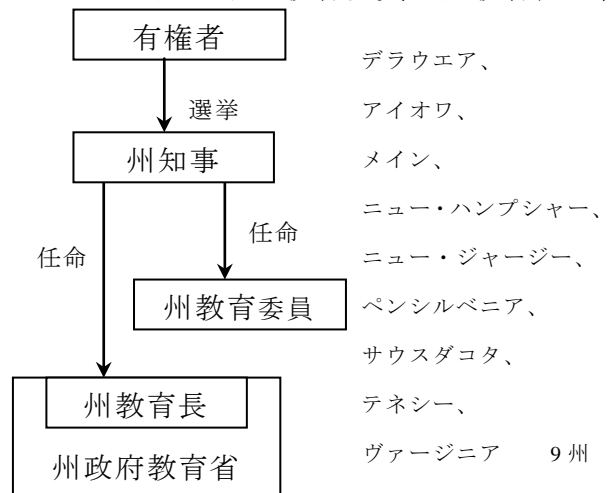 有権者
選挙
州知事
任命
任命
州教育委員
州教育長
州政府教育省
デラウエア、
アイオワ、
メイン、
ニュー・ハンプシャー、
ニュー・ジャージー、
ペンシルベニア、
サウスダコタ、
テネシー、
ヴァージニア 9州